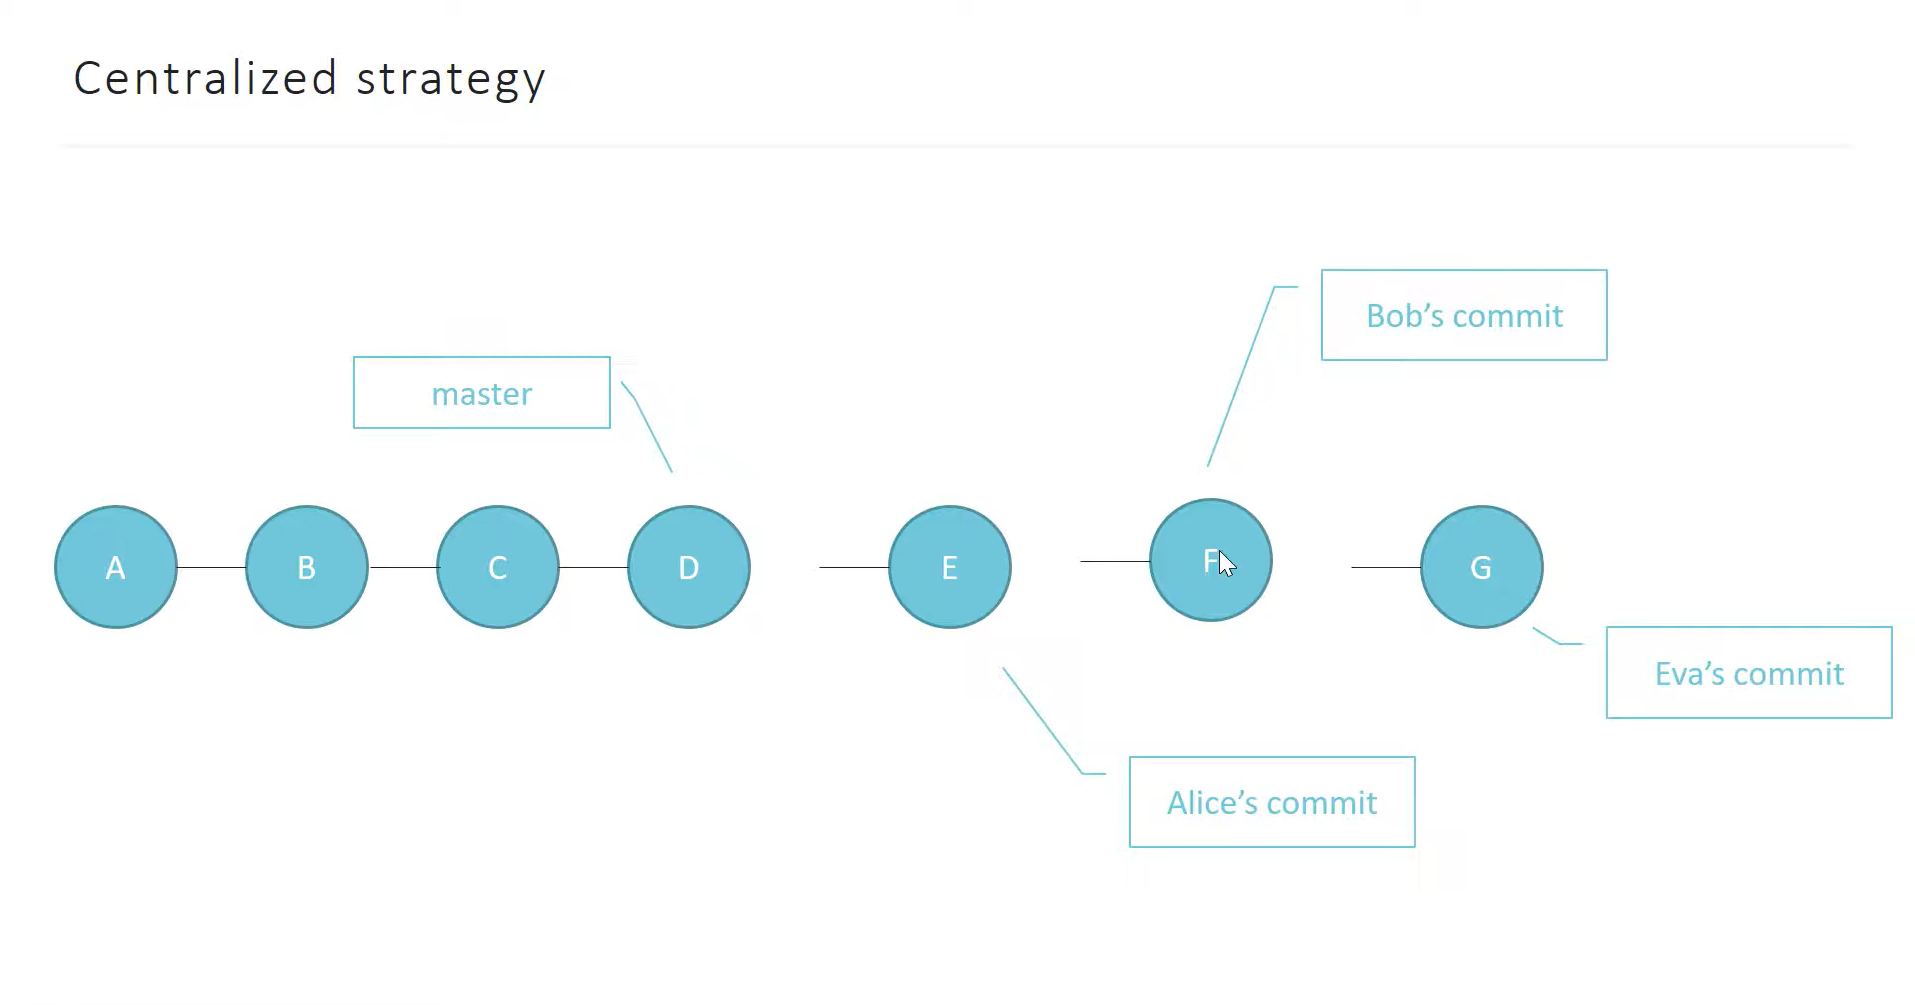 Centralized strategy
Bob’s commit
master
A
B
C
D
E
F
G
Eva’s commit
Alice’s commit